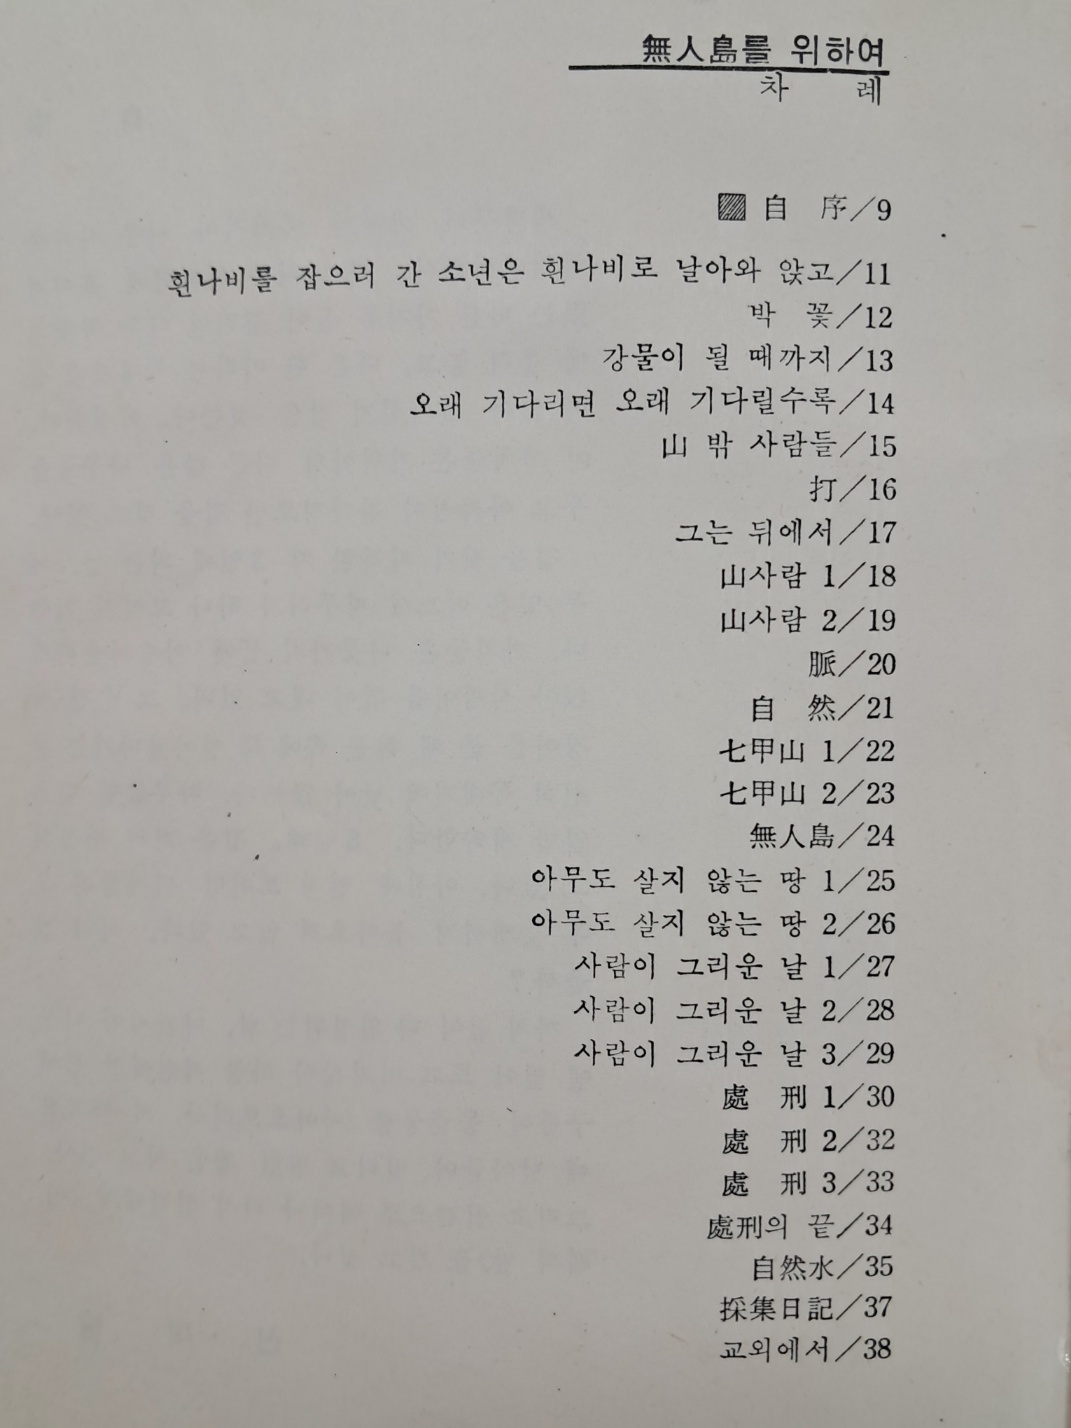 無人島를 위하여
차 례
▨ 自 序／9
흰나비를 잡으러 간 소년은 흰나비로 날아와 앉고／11
박 꽃／12
강물이 될 때까지／13
오래 기다리면 오래 기다릴수록／14
山 밖 사람들／15
打／16
그는 뒤에서／17
山사람 1／18
山사람 2／19
脈／20
自 然／21
七甲山 1／22
七甲山 2／23
無人島／24
아무도 살지 않는 땅 1／25
아무도 살지 않는 땅 2／26
사람이 그리운 날 1／27
사람이 그리운 날 2／28
사람이 그리운 날 3／29
處 刑 1／30
處 刑 2／32
處 刑 3／33
處刑의 끝／34
自然水／35
採集日記／37
교외에서／38